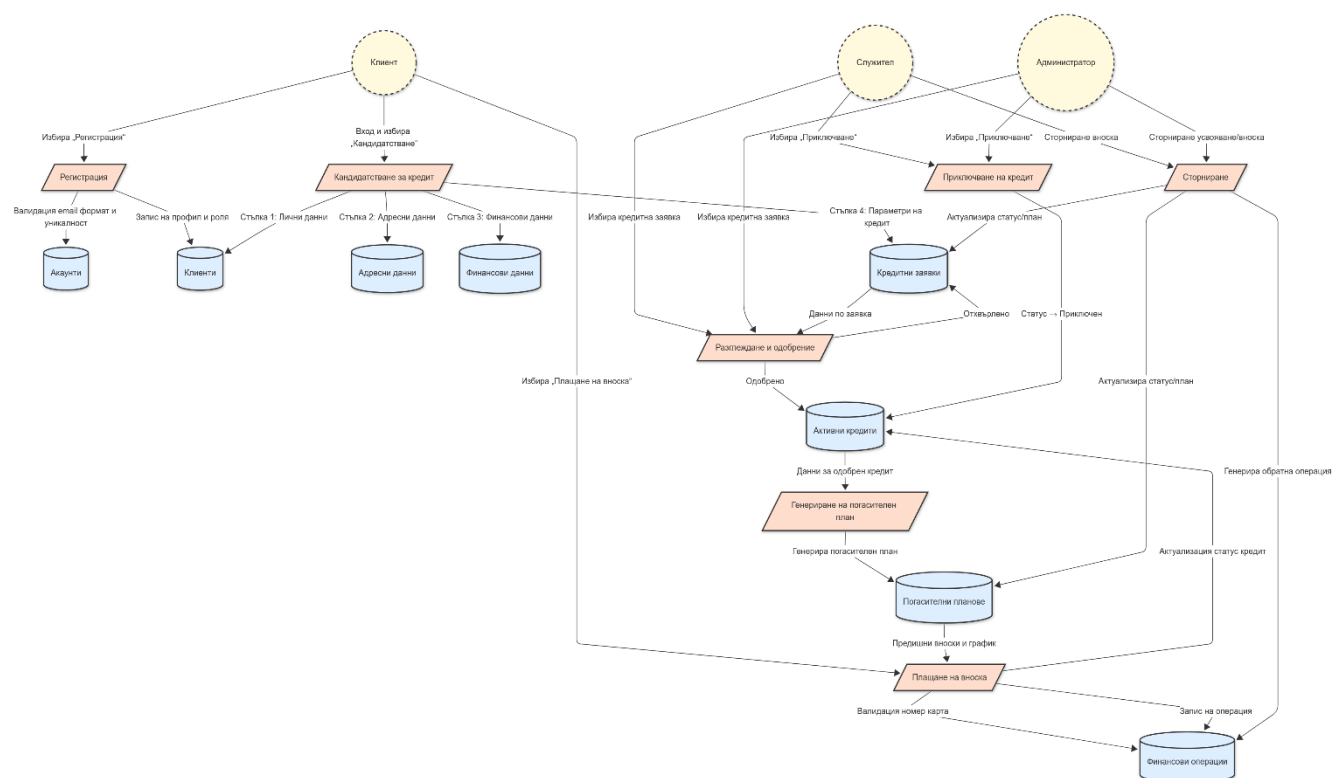 Клиент
Служител
Администратор
Избира „Регистрация“
Вход и избира
„Кандидатстване“
Избира „Приключване“
Избира „Приключване“
Сторниране вноска
Сторниране усвояване/вноска
Регистрация
Кандидатстване за кредит
Приключване на кредит
Сторниране
Валидация email формат и
уникалност
Запис на профил и роля
Стъпка 1: Лични данни
Стъпка 2: Адресни данни
Стъпка 3: Финансови данни
Избира кредитна заявка
Избира кредитна заявка
Стъпка 4: Параметри на
кредит
Актуализира статус/план
Акаунти
Клиенти
Адресни данни
Финансови данни
Кредитни заявки
Данни по заявка
Отхвърлено
Статус → Приключен
Разглеждане и одобрение
Избира „Плащане на вноска“
Одобрено
Актуализира статус/план
Активни кредити
Данни за одобрен кредит
Генерира обратна операция
Генериране на погасителен
план
Генерира погасителен план
Актуализация статус кредит
Погасителни планове
Предишни вноски и график
Плащане на вноска
Валидация номер карта
Запис на операция
Финансови операции